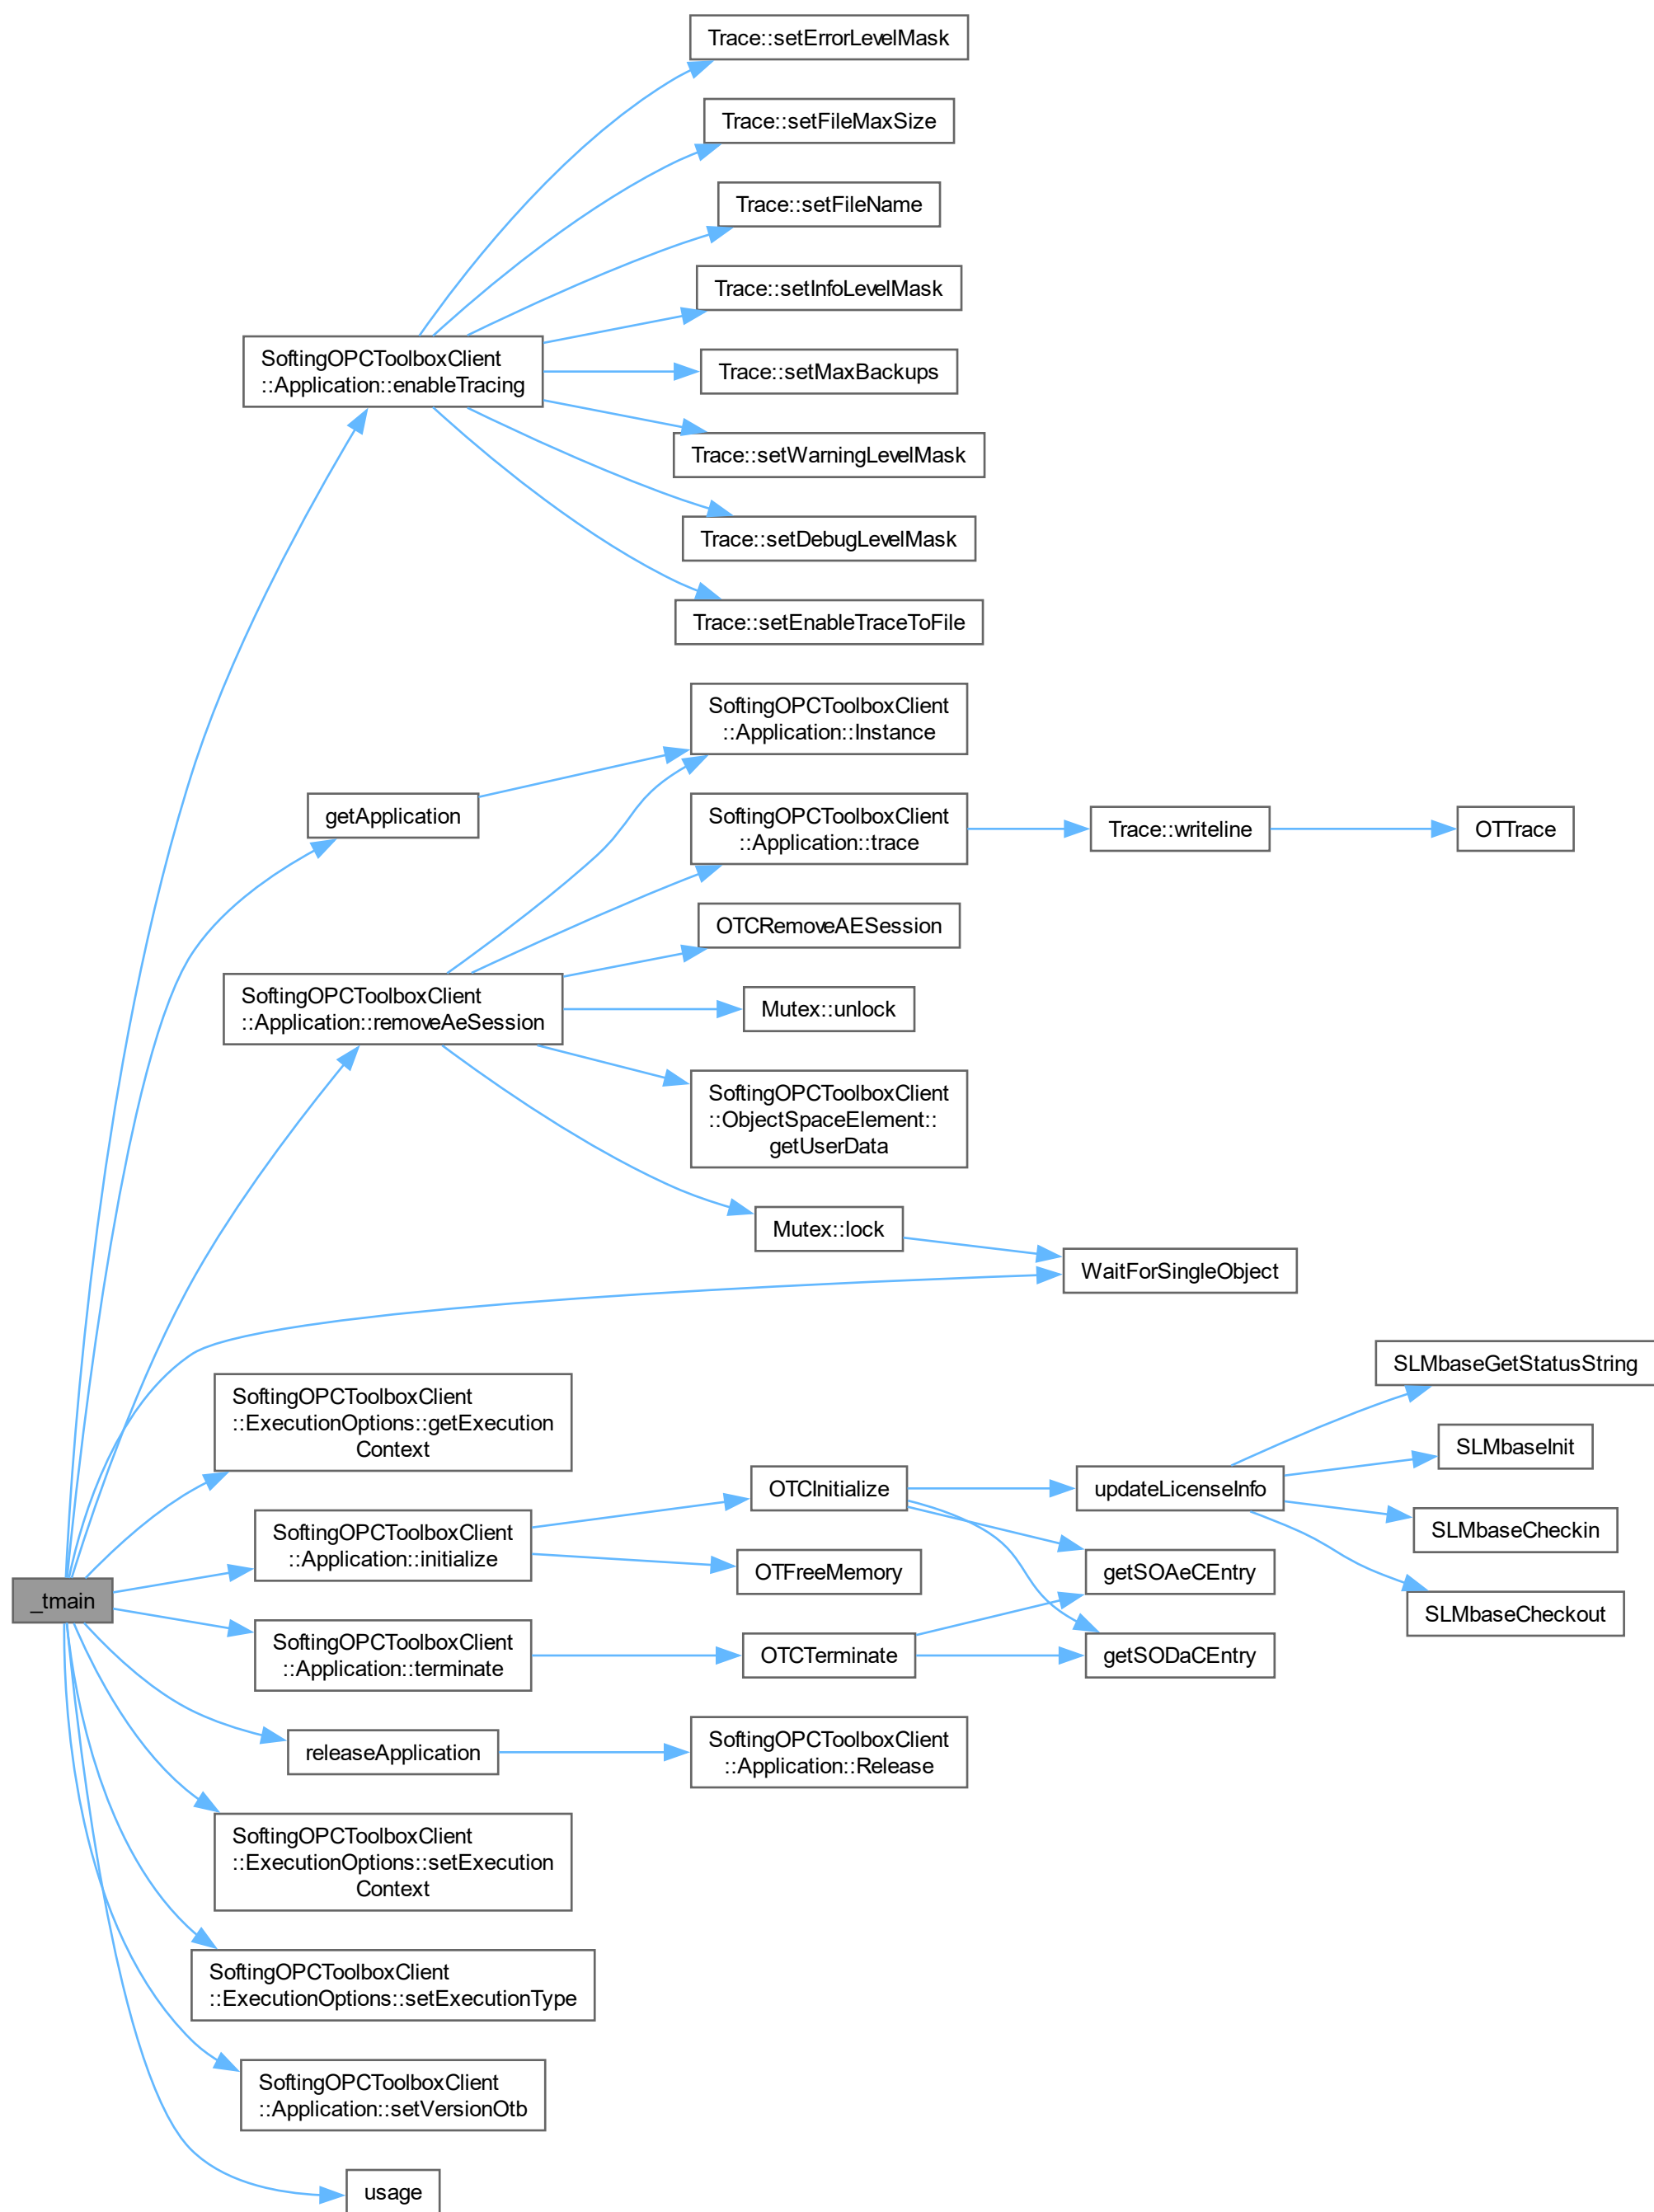 Trace::setErrorLevelMask
Trace::setFileMaxSize
Trace::setFileName
Trace::setInfoLevelMask
SoftingOPCToolboxClient
::Application::enableTracing
Trace::setMaxBackups
Trace::setWarningLevelMask
Trace::setDebugLevelMask
Trace::setEnableTraceToFile
SoftingOPCToolboxClient
::Application::Instance
getApplication
SoftingOPCToolboxClient
::Application::trace
Trace::writeline
OTTrace
OTCRemoveAESession
SoftingOPCToolboxClient
::Application::removeAeSession
Mutex::unlock
SoftingOPCToolboxClient
::ObjectSpaceElement::
getUserData
Mutex::lock
WaitForSingleObject
SLMbaseGetStatusString
SoftingOPCToolboxClient
::ExecutionOptions::getExecution
Context
SLMbaseInit
OTCInitialize
updateLicenseInfo
SLMbaseCheckin
SoftingOPCToolboxClient
::Application::initialize
OTFreeMemory
getSOAeCEntry
_tmain
SLMbaseCheckout
SoftingOPCToolboxClient
::Application::terminate
OTCTerminate
getSODaCEntry
releaseApplication
SoftingOPCToolboxClient
::Application::Release
SoftingOPCToolboxClient
::ExecutionOptions::setExecution
Context
SoftingOPCToolboxClient
::ExecutionOptions::setExecutionType
SoftingOPCToolboxClient
::Application::setVersionOtb
usage